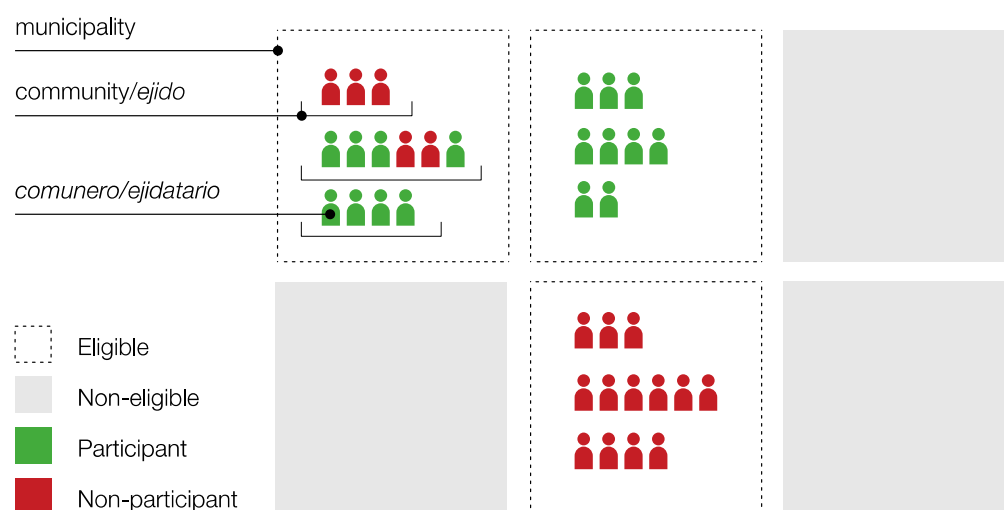 municipality
community/ejido
comunero/ejidatario
Eligible
Non-eligible
Participant
Non-participant